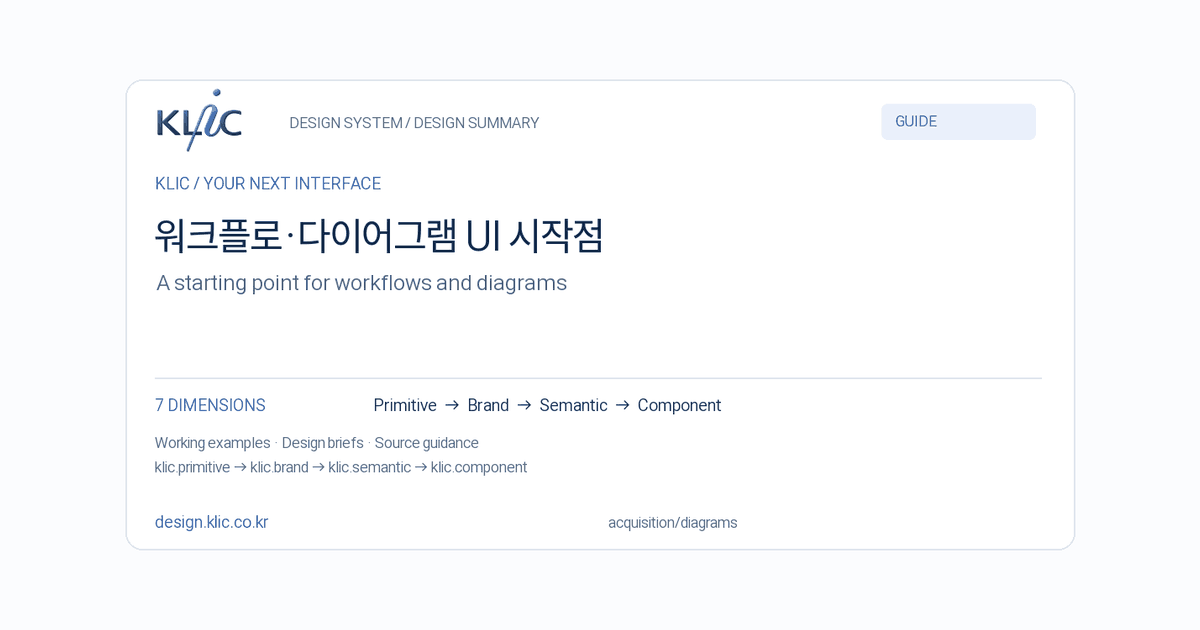 KLiC
DESIGN SYSTEM / DESIGN SUMMARY
GUIDE
KLIC / YOUR NEXT INTERFACE
워크플로·다이어그램 UI 시작점
A starting point for workflows and diagrams
7 DIMENSIONS
Primitive → Brand → Semantic → Component
Working examples · Design briefs · Source guidance
klic.primitive → klic.brand → klic.semantic → klic.component
design.klic.co.kr
acquisition/diagrams